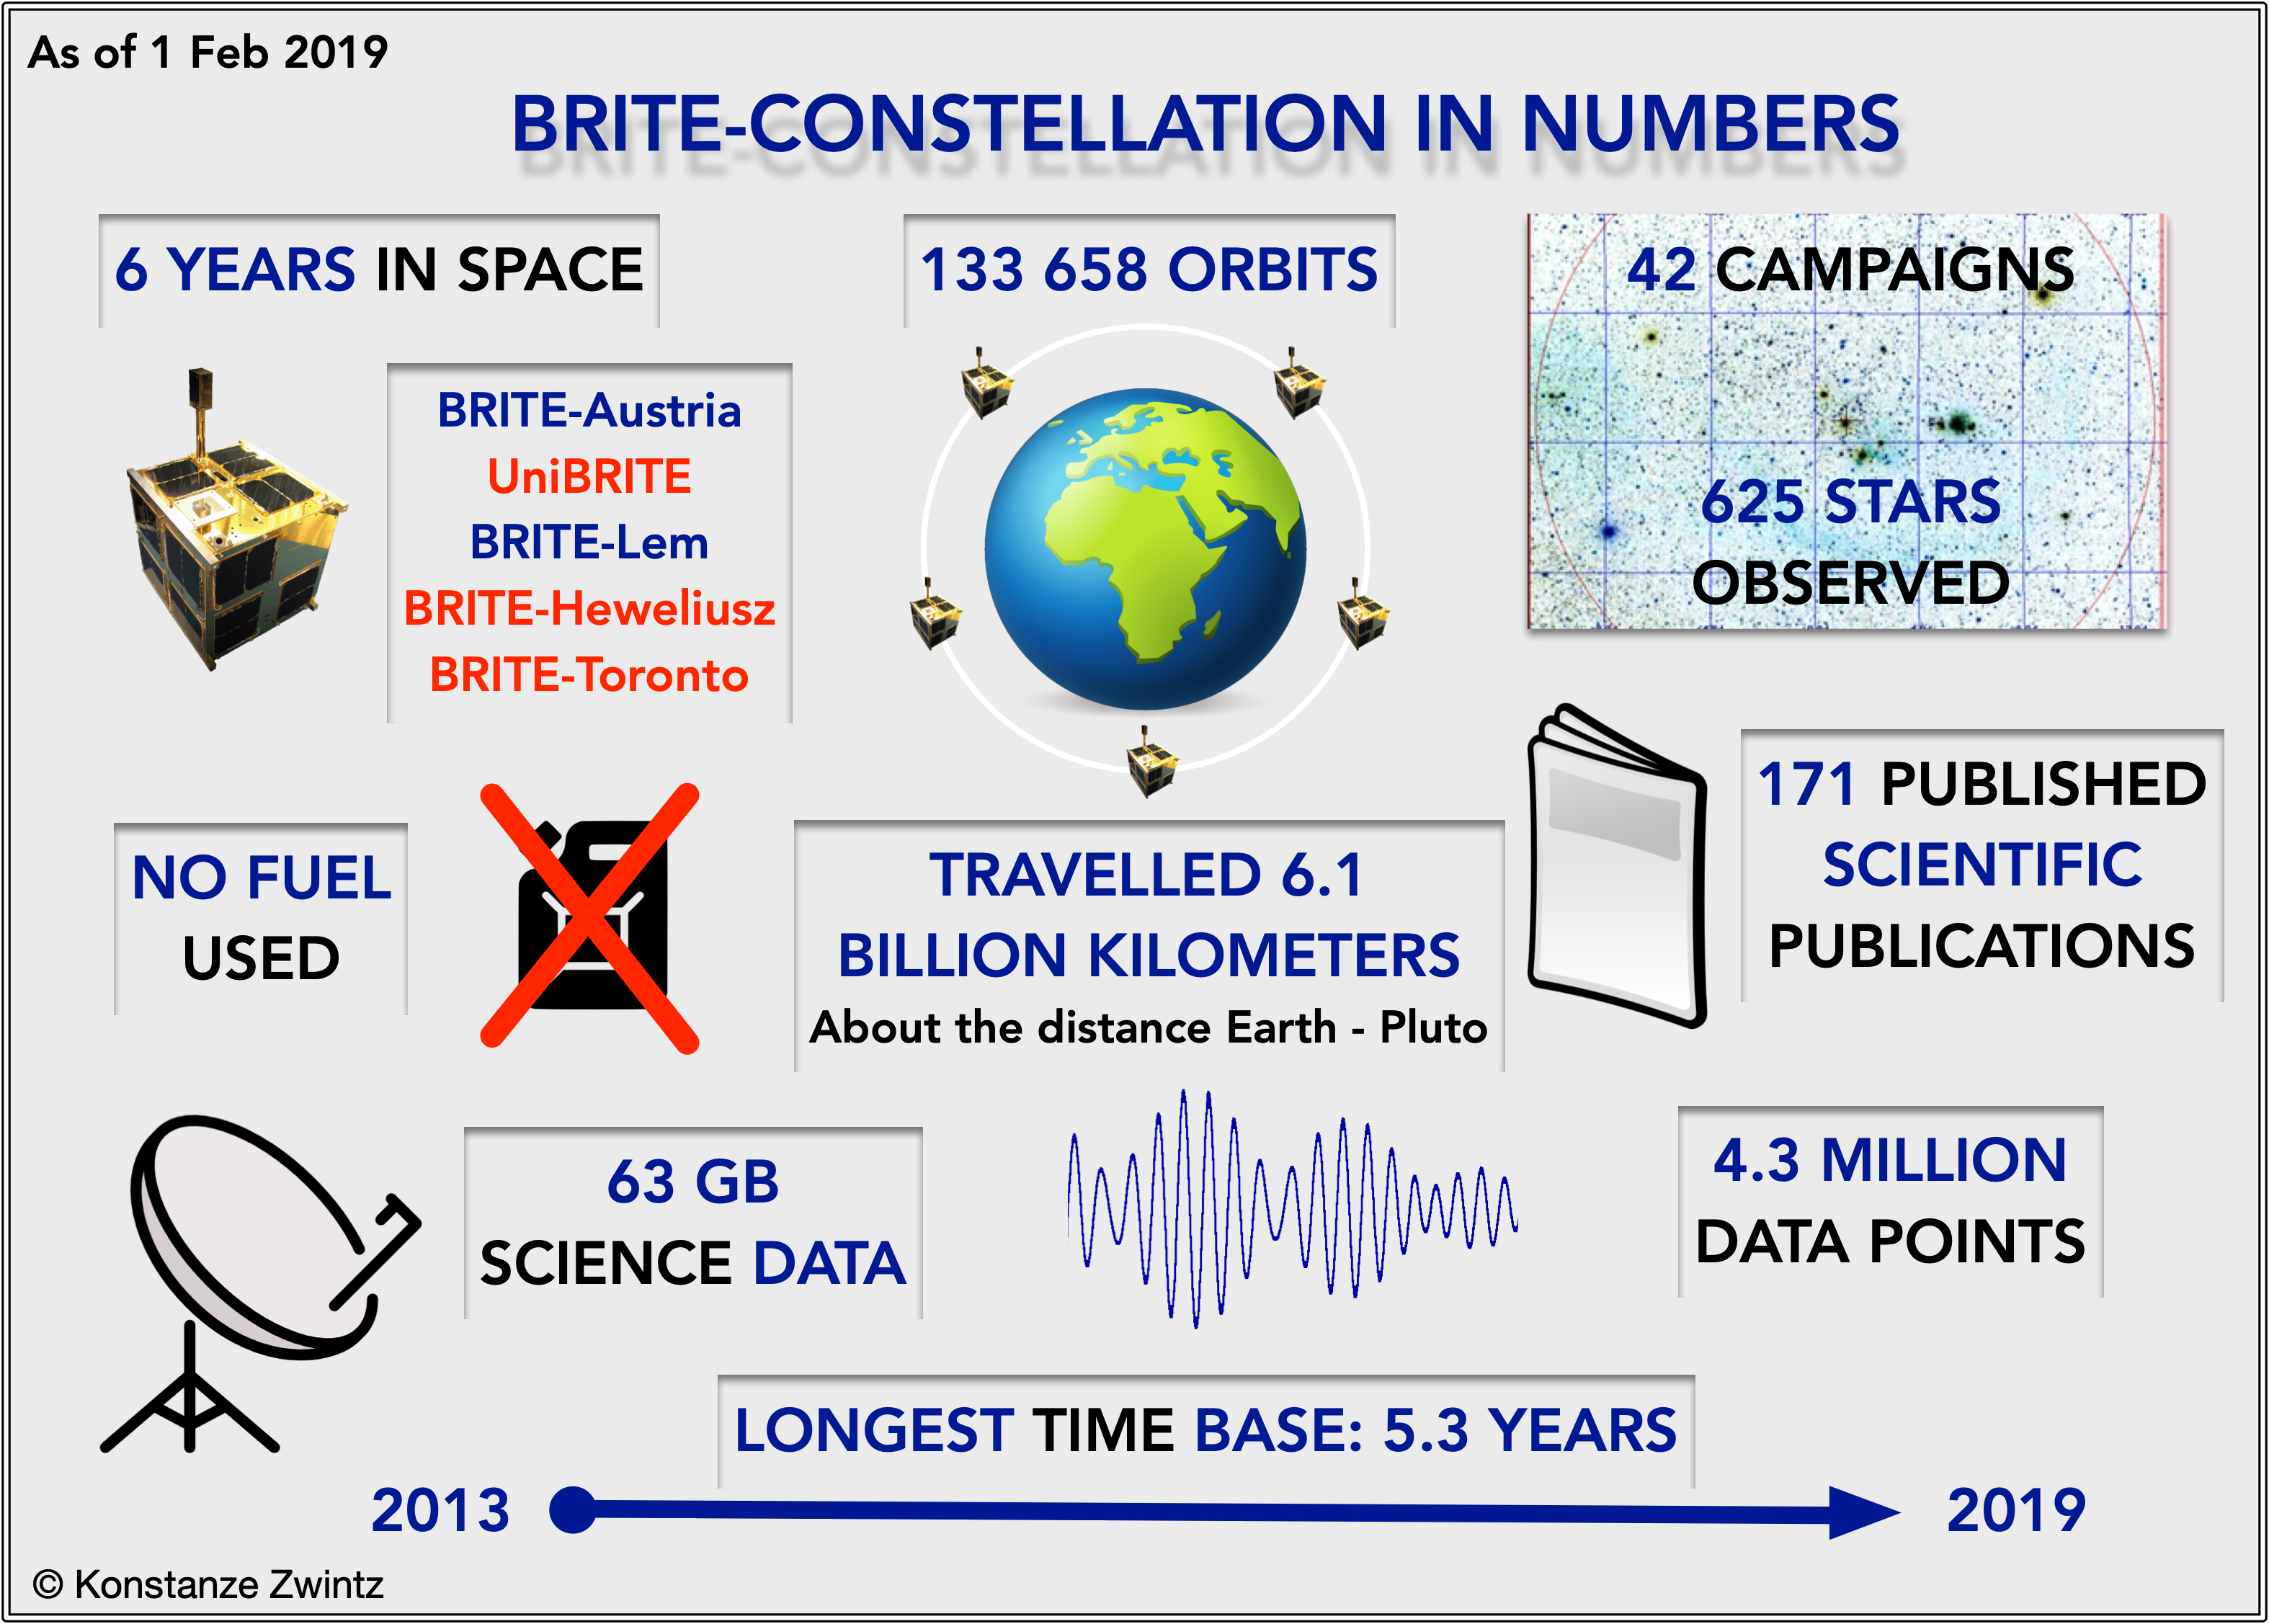 As of 1 Feb 2019
BRITE-CONSTELLATION IN NUMBERS
6 YEARS IN SPACE
BRITE-Austria
UniBRITE
BRITE-Lem
BRITE-Heweliusz
BRITE-Toronto
133 658 ORBITS
42 CAMPAIGNS
625 STARS
OBSERVED
NO FUEL
USED
TRAVELLED 6.1
BILLION KILOMETERS
About the distance Earth - Pluto
171 PUBLISHED
SCIENTIFIC
PUBLICATIONS
63 GB
SCIENCE DATA
4.3 MILLION
DATA POINTS
LONGEST TIME BASE: 5.3 YEARS
2013
2019
© Konstanze Zwintz